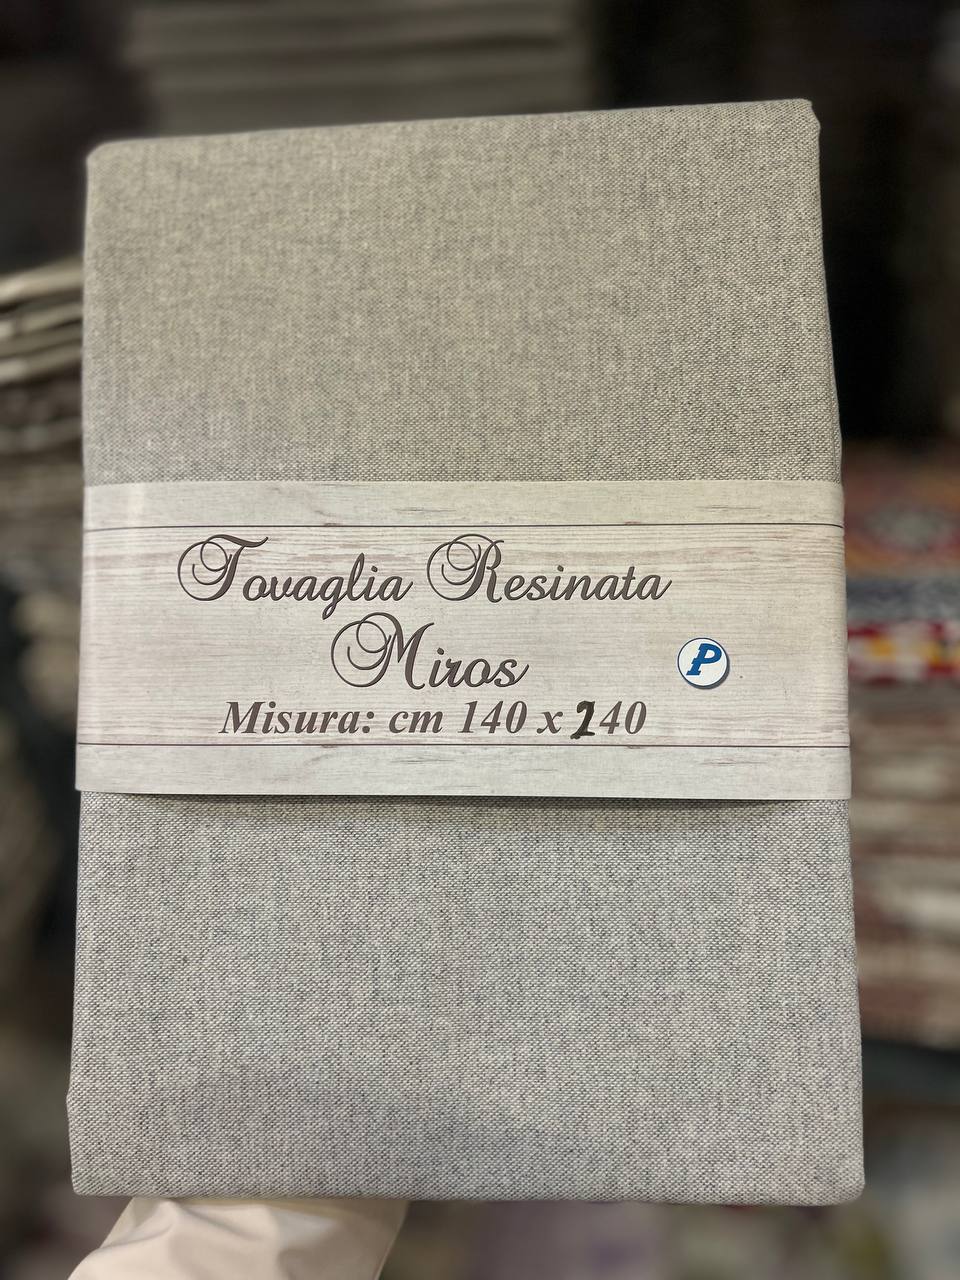 Tovaglia Resinata
Miros
P
Misura: cm 140 x 240